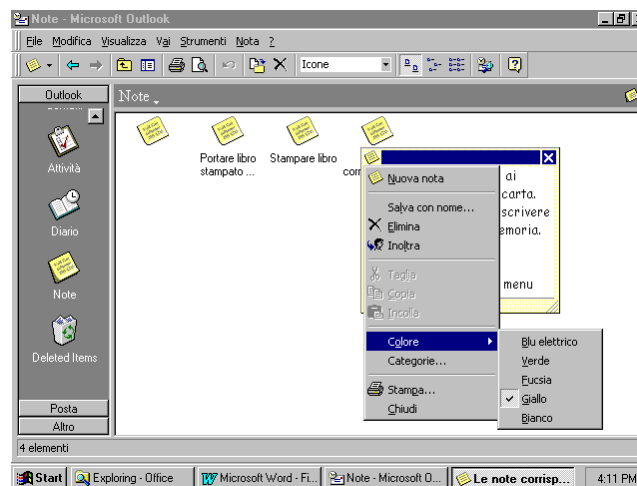 Note - Microsoft Outlook
File Modifica Visualizza Vai Strumenti Nota ?
Icone
Outlook
Note
Attività
Diario
Note
Deleted Items
Posta
Altro
Portare libro
stampato ...
Stampare libro
Nuova nota
Salva con nome...
Elimina
Inoltra
Taglia
Copia
Incolla
Colore
Categorie...
Stampa...
Chiudi
ai
carta.
scrivere
menu
Blu elettrico
Verde
Fucsia
Giallo
Bianco
4 elementi
Start Exploring - Office Microsoft Word - Fi... Note - Microsoft O... Le note corrisp... 4:11 PM